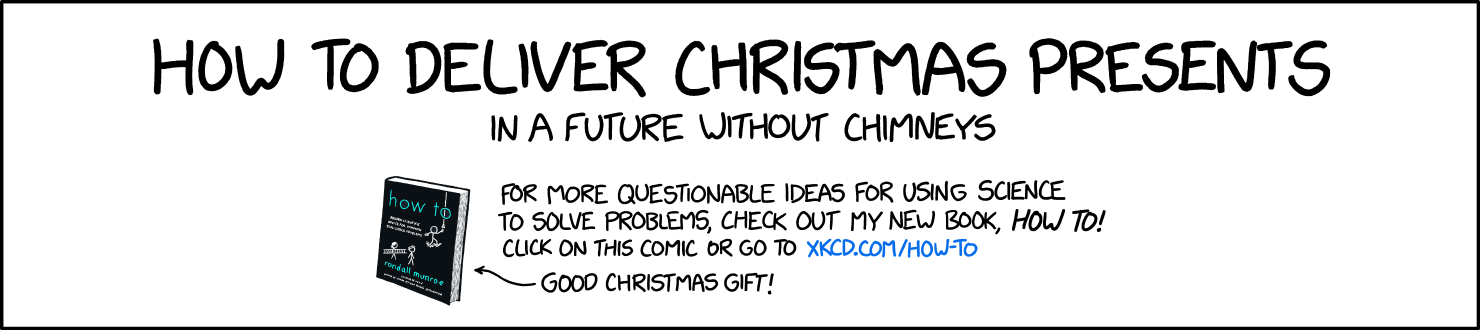 HOW TO DELIVER CHRISTMAS PRESENTS
IN A FUTURE WITHOUT CHIMNEYS
how to
randall munroe
FOR MORE QUESTIONABLE IDEAS FOR USING SCIENCE
TO SOLVE PROBLEMS, CHECK OUT MY NEW BOOK, HOW TO!
CLICK ON THIS COMIC OR GO TO XKCD.COM/HOW-TO
GOOD CHRISTMAS GIFT!